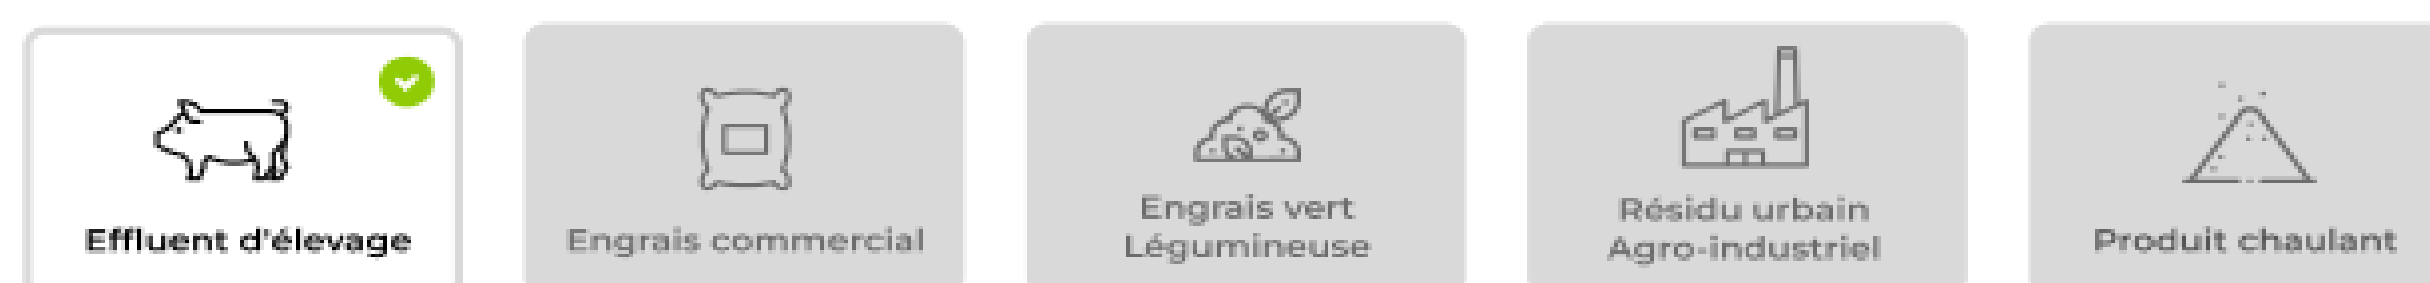 Effluent d'élevage
Engrais commercial
Engrais vert
Légumineuse
Résidu urbain
Agro-industriel
Produit chaulant